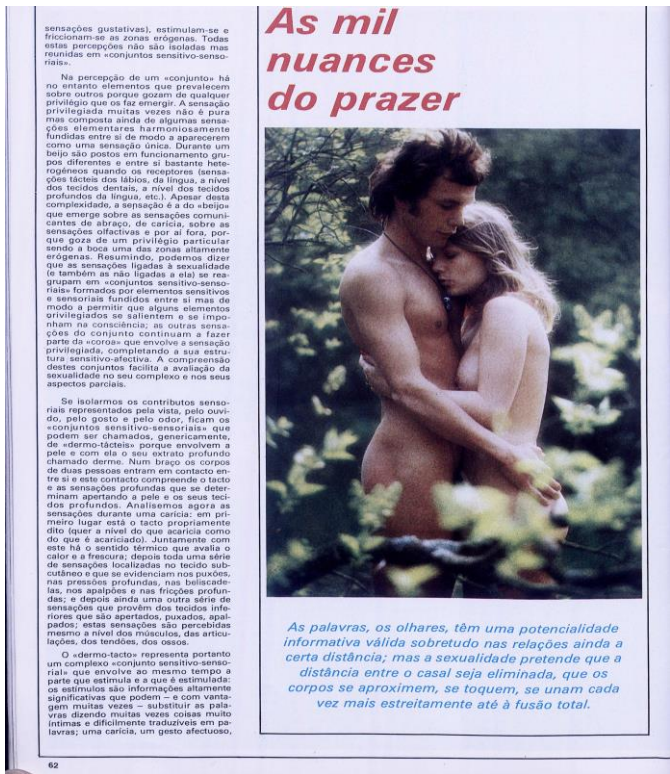 sensações gustativas), estimulam-se e
friccionam-se as zonas erógenas. Todas
estas percepções não são isoladas mas
reunidas em «conjuntos sensitivo-senso-
riais».
Na percepção de um «conjunto» há
no entanto elementos que prevalecem
sobre outros porque gozam de qualquer
privilégio que os faz emergir. A sensação
privilegiada muitas vezes não é pura
mas composta ainda de algumas sensa-
ções elementares harmoniosamente
fundidas entre si de modo a aparecerem
como uma sensação única. Durante um
beijo são postos em funcionamento gru-
pos diferentes e entre si bastante hete-
rogéneos quando os receptores (sensa-
ções tácteis dos lábios, da língua, a nível
dos tecidos dentais, a nível dos tecidos
profundos da língua, etc.). Apesar desta
complexidade, a sensação é a do «beijo»
que emerge sobre as sensações comuni-
cantes de abraço, de carícia, sobre as
sensações olfactivas e por aí fora, por-
que goza de um privilégio particular
sendo a boca uma das zonas altamente
erógenas. Resumindo, podemos dizer
que as sensações ligadas à sexualidade
(e também as não ligadas a ela) se rea-
grupam em «conjuntos sensitivo-senso-
riais» formados por elementos sensitivos
e sensoriais fundidos entre si mas de
modo a permitir que alguns elementos
privilegiados se salientem e se impo-
nham na consciência; as outras sensa-
ções do conjunto continuam a fazer
parte da «coroa» que envolve a sensação
privilegiada, completando a sua estru-
tura sensitivo-afectiva. A compreensão
destes conjuntos facilita a avaliação da
sexualidade no seu complexo e nos seus
aspectos parciais.
Se isolarmos os contributos senso-
riais representados pela vista, pelo ouvi-
do, pelo gosto e pelo odor, ficam os
«conjuntos sensitivo-sensoriais» que
podem ser chamados, genericamente,
de «dermo-tácteis» porque envolvem a
pele e com ela o seu extrato profundo
chamado derme. Num braço os corpos
de duas pessoas entram em contacto en-
tre si e este contacto compreende o tacto
e as sensações profundas que se deter-
minam apertando a pele e os seus teci-
dos profundos. Analisemos agora as
sensações durante uma carícia: em pri-
meiro lugar está o tacto propriamente
dito (quer a nível do que acaricia como
do que é acariciado). Juntamente com
este há o sentido térmico que avalia o
calor e a frescura; depois toda uma série
de sensações localizadas no tecido sub-
cutâneo e que se evidenciam nos puxões,
nas pressões profundas, nas beliscade-
las, nos apalpões e nas fricções profun-
das; e depois ainda uma outra série de
sensações que provêm dos tecidos infe-
riores que são apertados, puxados, apal-
pados; estas sensações são percebidas
mesmo a nível dos músculos, das articu-
lações, dos tendões, dos ossos.
O «dermo-tacto» representa portanto
um complexo «conjunto sensitivo-senso-
rial» que envolve ao mesmo tempo a
parte que estimula e a que é estimulada:
os estímulos são informações altamente
significativas que podem – e com vanta-
gem muitas vezes – substituir as pala-
vras dizendo muitas vezes coisas muito
íntimas e dificilmente traduzíveis em pa-
lavras; uma carícia, um gesto afectuoso,
62
As mil
nuances
do prazer
As palavras, os olhares, têm uma potencialidade
informativa válida sobretudo nas relações ainda a
certa distância; mas a sexualidade pretende que a
distância entre o casal seja eliminada, que os
corpos se aproximem, se toquem, se unam cada
vez mais estreitamente até à fusão total.